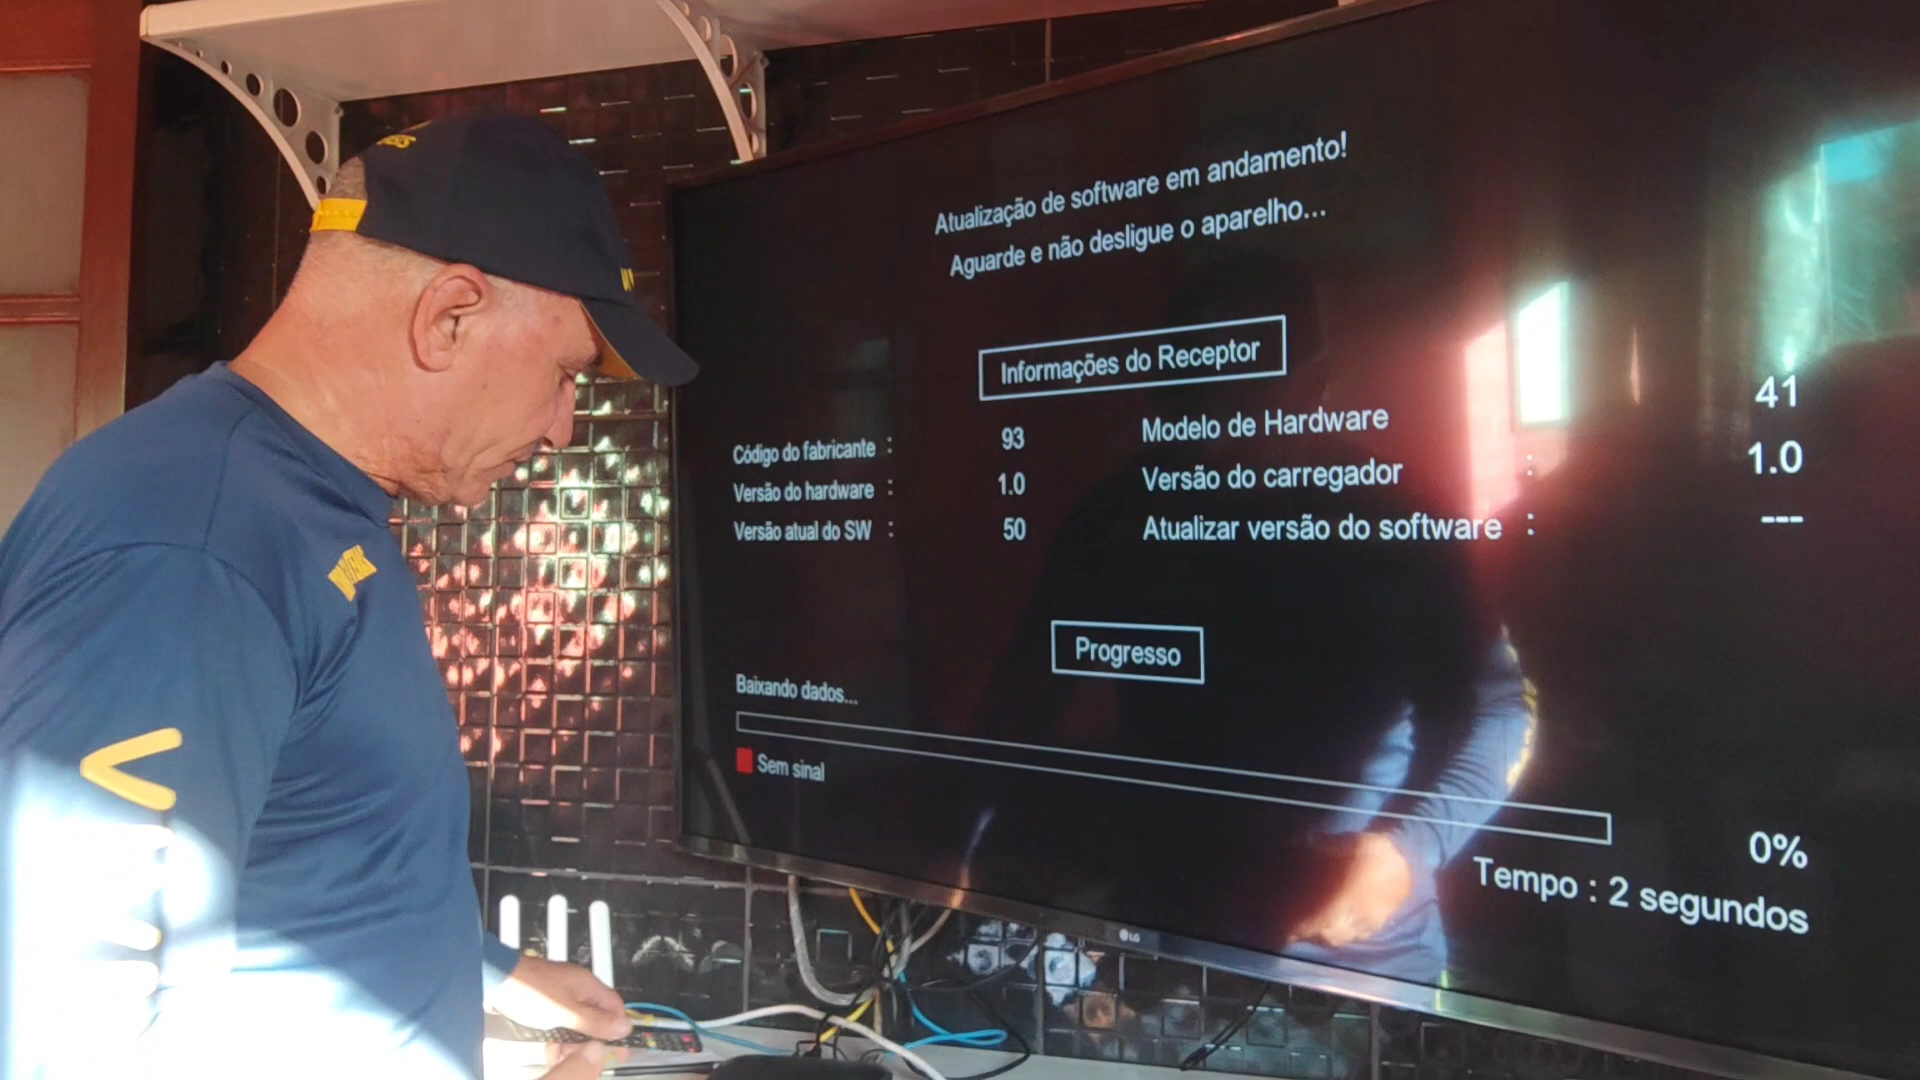 Atualização de software em andamento!
Aguarde e não desligue o aparelho...
Informações do Receptor
Código do fabricante : 93 Modelo de Hardware 41
Versão do hardware : 1.0 Versão do carregador : 1.0
Versão atual do SW : 50 Atualizar versão do software : ---
Progresso
Baixando dados...
Sem sinal
0%
Tempo : 2 segundos
LG